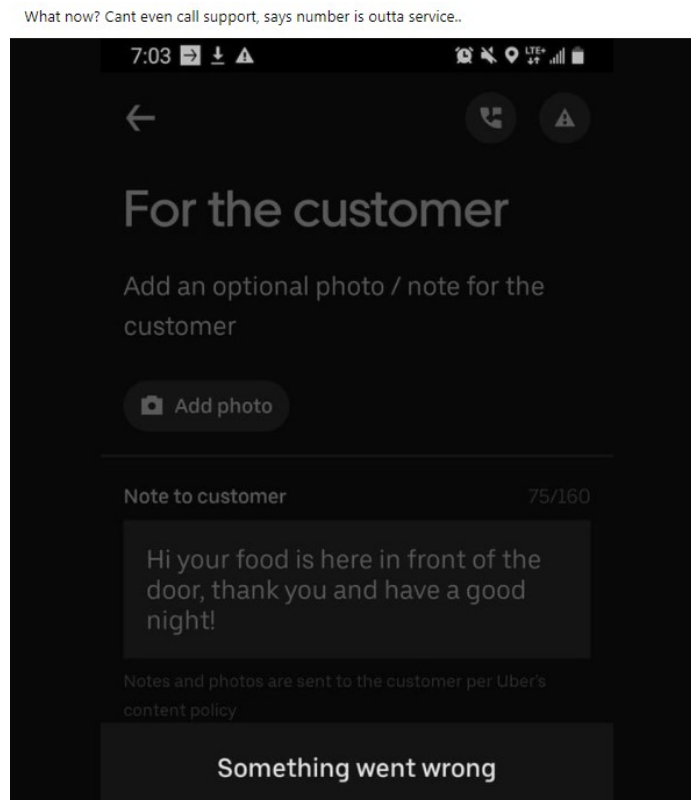 What now? Cant even call support, says number is outta service..
7:03
LTE+
For the customer
Add an optional photo / note for the
customer
Add photo
Note to customer
75/160
Hi your food is here in front of the
door, thank you and have a good
night!
Notes and photos are sent to the customer per Uber's
content policy
Something went wrong